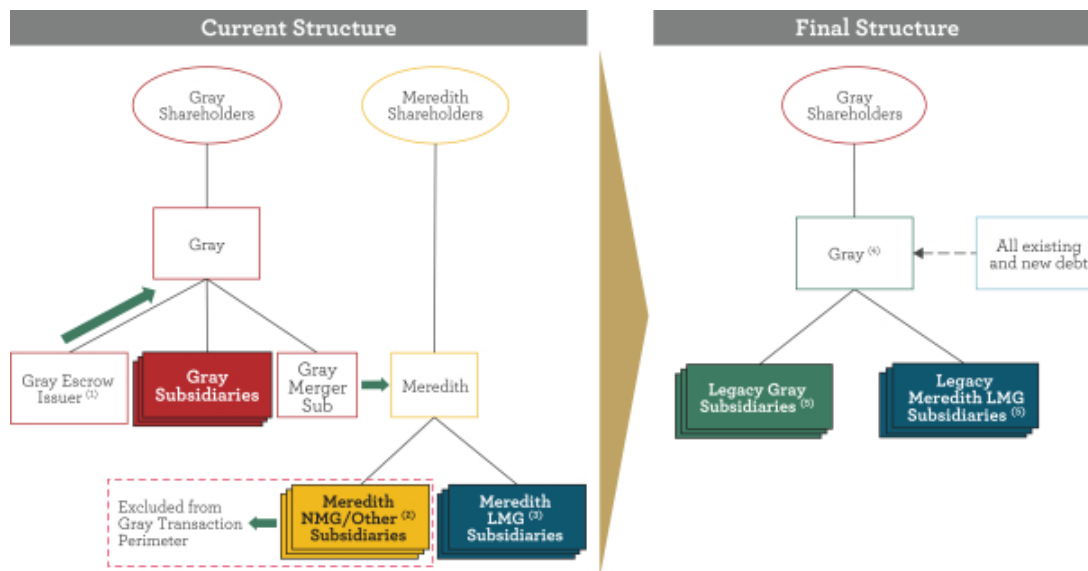 Current Structure
Final Structure
Gray
Shareholders
Meredith
Shareholders
Gray
Shareholders
Gray
Gray (4)
All existing
and new debt
Gray Escrow
Issuer (1)
Gray
Subsidiaries
Gray
Merger
Sub
Meredith
Legacy Gray
Subsidiaries (5)
Legacy
Meredith LMG
Subsidiaries (5)
Excluded from
Gray Transaction
Perimeter
Meredith
NMG/Other (2)
Subsidiaries
Meredith
LMG (3)
Subsidiaries